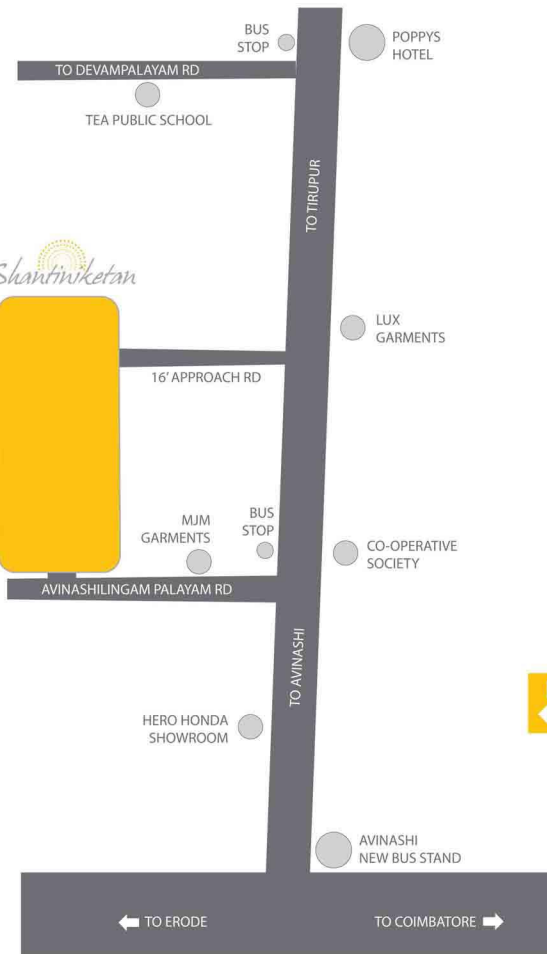 BUS
STOP
POPPYS
HOTEL
TO DEVAMPALAYAM RD
TEA PUBLIC SCHOOL
TO TIRUPUR
Shantiniketan
LUX
GARMENTS
16' APPROACH RD
MJM
GARMENTS
BUS
STOP
CO-OPERATIVE
SOCIETY
AVINASHILINGAM PALAYAM RD
TO AVINASHI
HERO HONDA
SHOWROOM
AVINASHI
NEW BUS STAND
TO ERODE
TO COIMBATORE